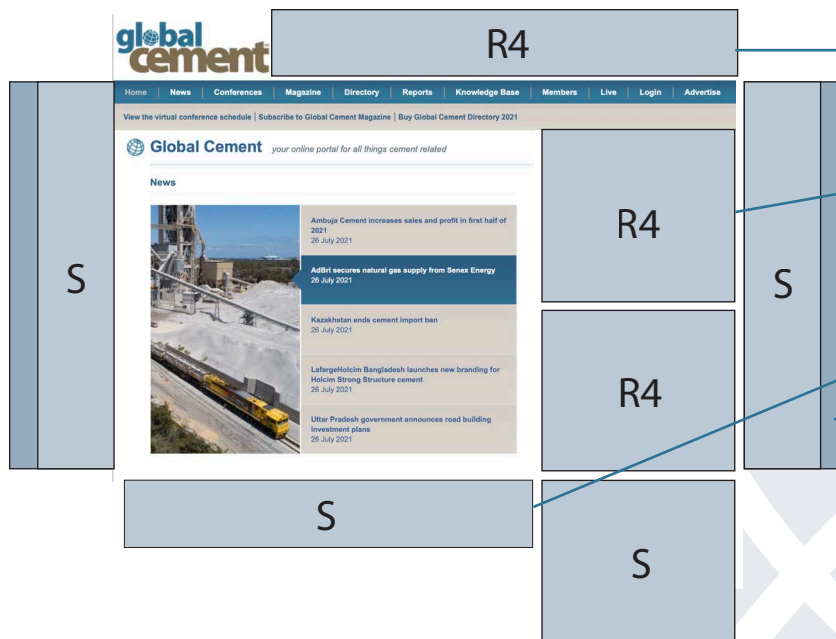 global
cement
R4
Home | News | Conferences | Magazine | Directory | Reports | Knowledge Base | Members | Live | Login | Advertise
View the virtual conference schedule | Subscribe to Global Cement Magazine | Buy Global Cement Directory 2021
Global Cement your online portal for all things cement related
News
Ambuja Cement increases sales and profit in first half of
2021
26 July 2021
AdBri secures natural gas supply from Senex Energy
26 July 2021
Kazakhstan ends cement import ban
26 July 2021
LafargeHolcim Bangladesh launches new branding for
Holcim Strong Structure cement
26 July 2021
Uttar Pradesh government announces road building
investment plans
26 July 2021
S
R4
S
R4
S
S